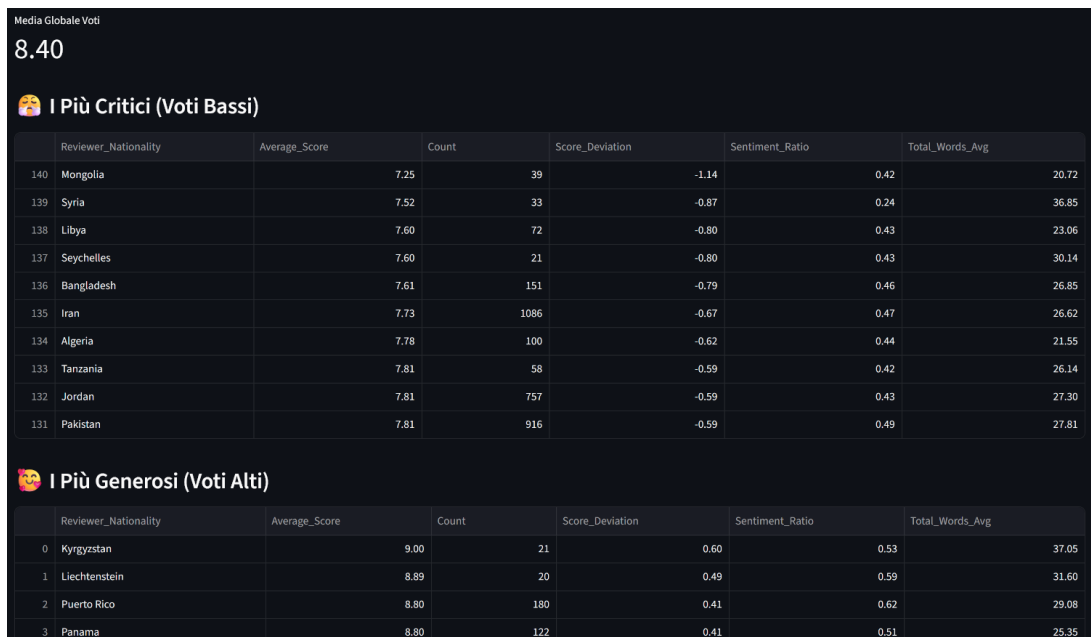 Media Globale Voti
8.40
😤 I Più Critici (Voti Bassi)
Reviewer_Nationality Average_Score Count Score_Deviation Sentiment_Ratio Total_Words_Avg
140 Mongolia 7.25 39 -1.14 0.42 20.72
139 Syria 7.52 33 -0.87 0.24 36.85
138 Libya 7.60 72 -0.80 0.43 23.06
137 Seychelles 7.60 21 -0.80 0.43 30.14
136 Bangladesh 7.61 151 -0.79 0.46 26.85
135 Iran 7.73 1086 -0.67 0.47 26.62
134 Algeria 7.78 100 -0.62 0.44 21.55
133 Tanzania 7.81 58 -0.59 0.42 26.14
132 Jordan 7.81 757 -0.59 0.43 27.30
131 Pakistan 7.81 916 -0.59 0.49 27.81
🥰 I Più Generosi (Voti Alti)
Reviewer_Nationality Average_Score Count Score_Deviation Sentiment_Ratio Total_Words_Avg
0 Kyrgyzstan 9.00 21 0.60 0.53 37.05
1 Liechtenstein 8.89 20 0.49 0.59 31.60
2 Puerto Rico 8.80 180 0.41 0.62 29.08
3 Panama 8.80 122 0.41 0.51 25.35